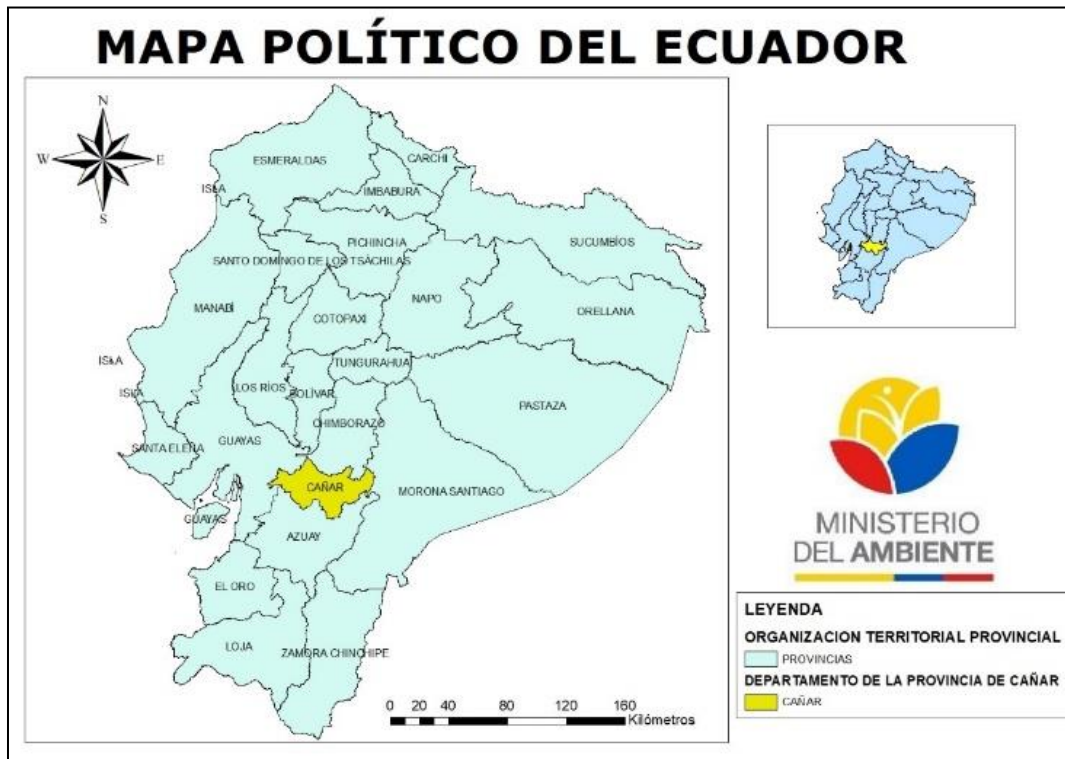 MAPA POLÍTICO DEL ECUADOR
N
W
E
S
ESMERALDAS
CARCHI
ISLA
IMBABURA
PICHINCHA
SUCUMBÍOS
SANTO DOMINGO DE LOS TSÁCHILAS
MANABÍ
NAPO
ORELLANA
COTOPAXI
ISLA
TUNGURAHUA
LOS RÍOS
BOLÍVAR
ISLA
PASTAZA
CHIMBORAZO
SANTA ELENA
GUAYAS
CAÑAR
MORONA SANTIAGO
GUAYAS
AZUAY
EL ORO
LOJA
ZAMORA CHINCHIPE
0 20 40 80 120 160
Kilómetros
MINISTERIO
DEL AMBIENTE
LEYENDA
ORGANIZACION TERRITORIAL PROVINCIAL
PROVINCIAS
DEPARTAMENTO DE LA PROVINCIA DE CAÑAR
CAÑAR